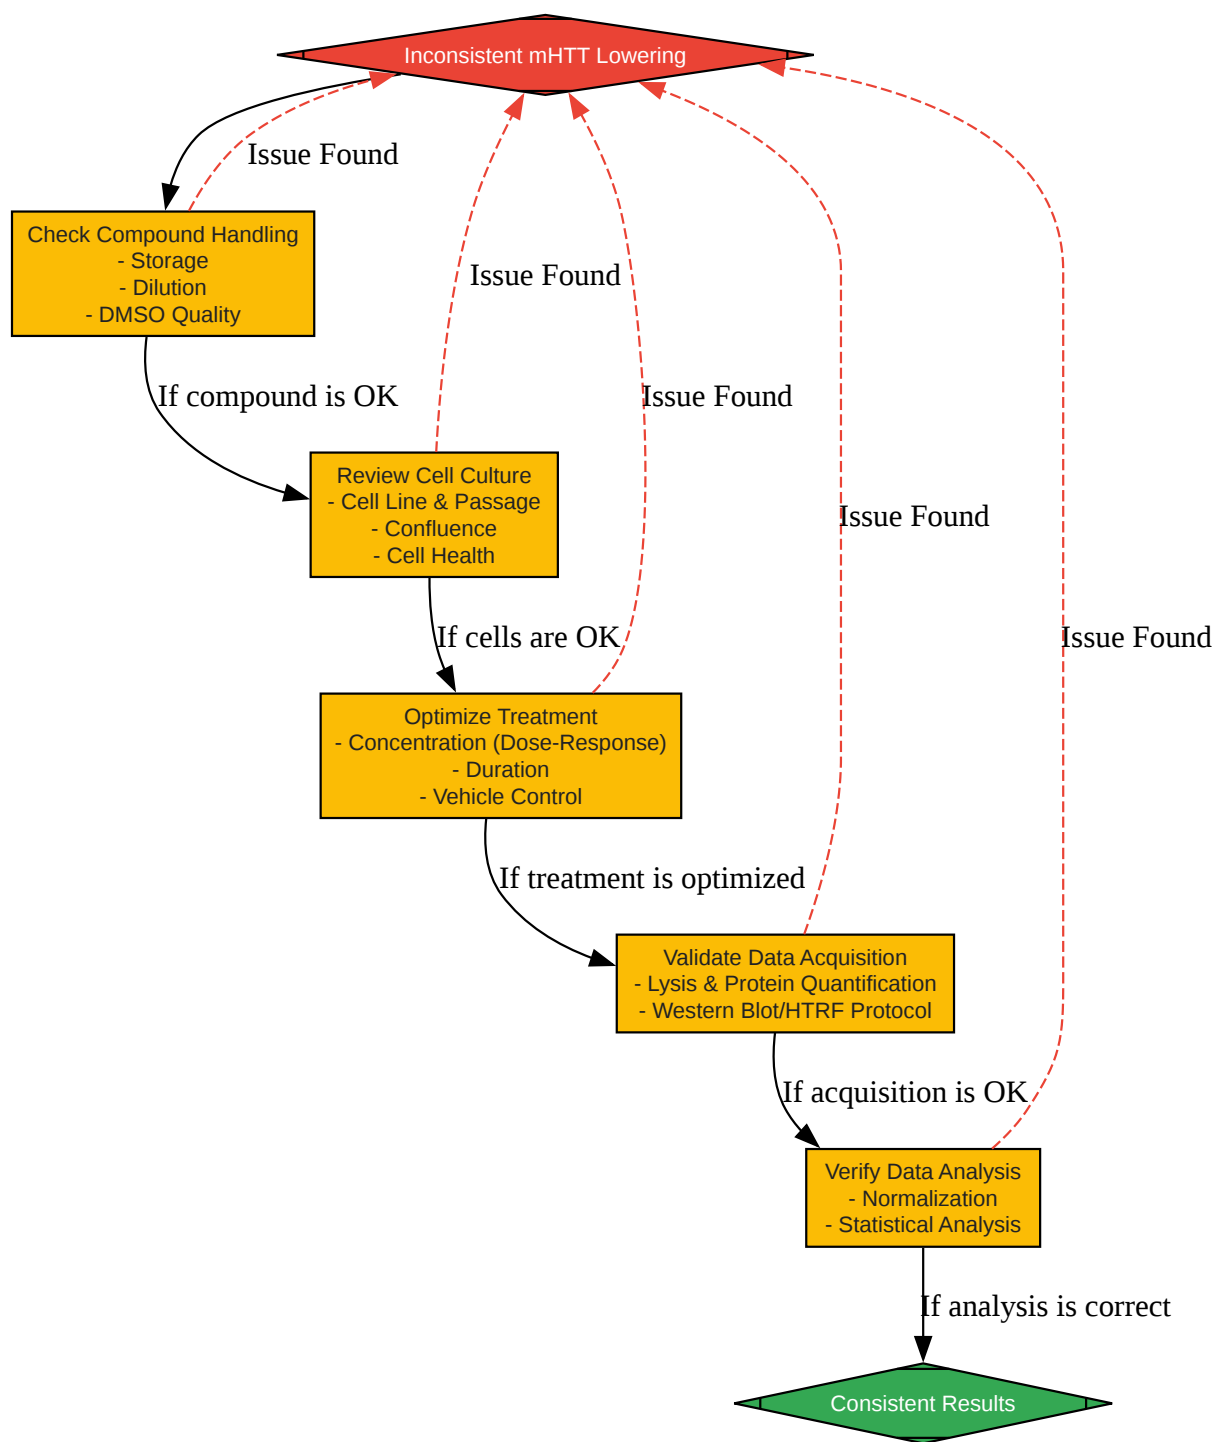 Inconsistent mHTT Lowering
Issue Found
Check Compound Handling
- Storage
- Dilution
- DMSO Quality
Issue Found
If compound is OK
Issue Found
Review Cell Culture
- Cell Line & Passage
- Confluence
- Cell Health
Issue Found
If cells are OK
Issue Found
Optimize Treatment
- Concentration (Dose-Response)
- Duration
- Vehicle Control
If treatment is optimized
Validate Data Acquisition
- Lysis & Protein Quantification
- Western Blot/HTRF Protocol
If acquisition is OK
Verify Data Analysis
- Normalization
- Statistical Analysis
If analysis is correct
Consistent Results